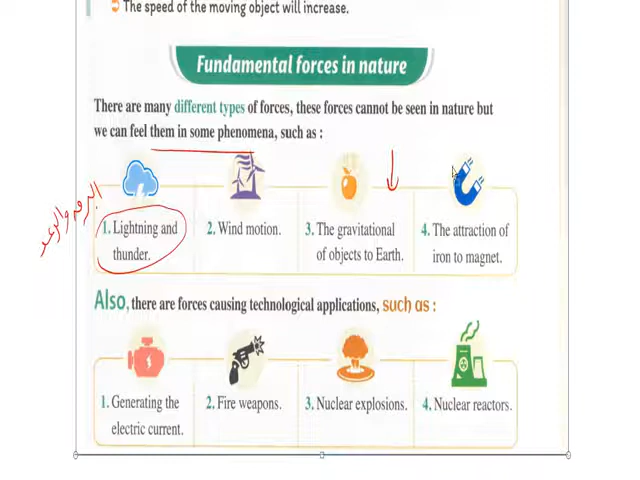 The speed of the moving object will increase.
Fundamental forces in nature
There are many different types of forces, these forces cannot be seen in nature but
we can feel them in some phenomena, such as :
البرق والرعد
1. Lightning and
thunder.
2. Wind motion.
3. The gravitational
of objects to Earth.
4. The attraction of
iron to magnet.
Also, there are forces causing technological applications, such as :
1. Generating the
electric current.
2. Fire weapons.
3. Nuclear explosions.
4. Nuclear reactors.